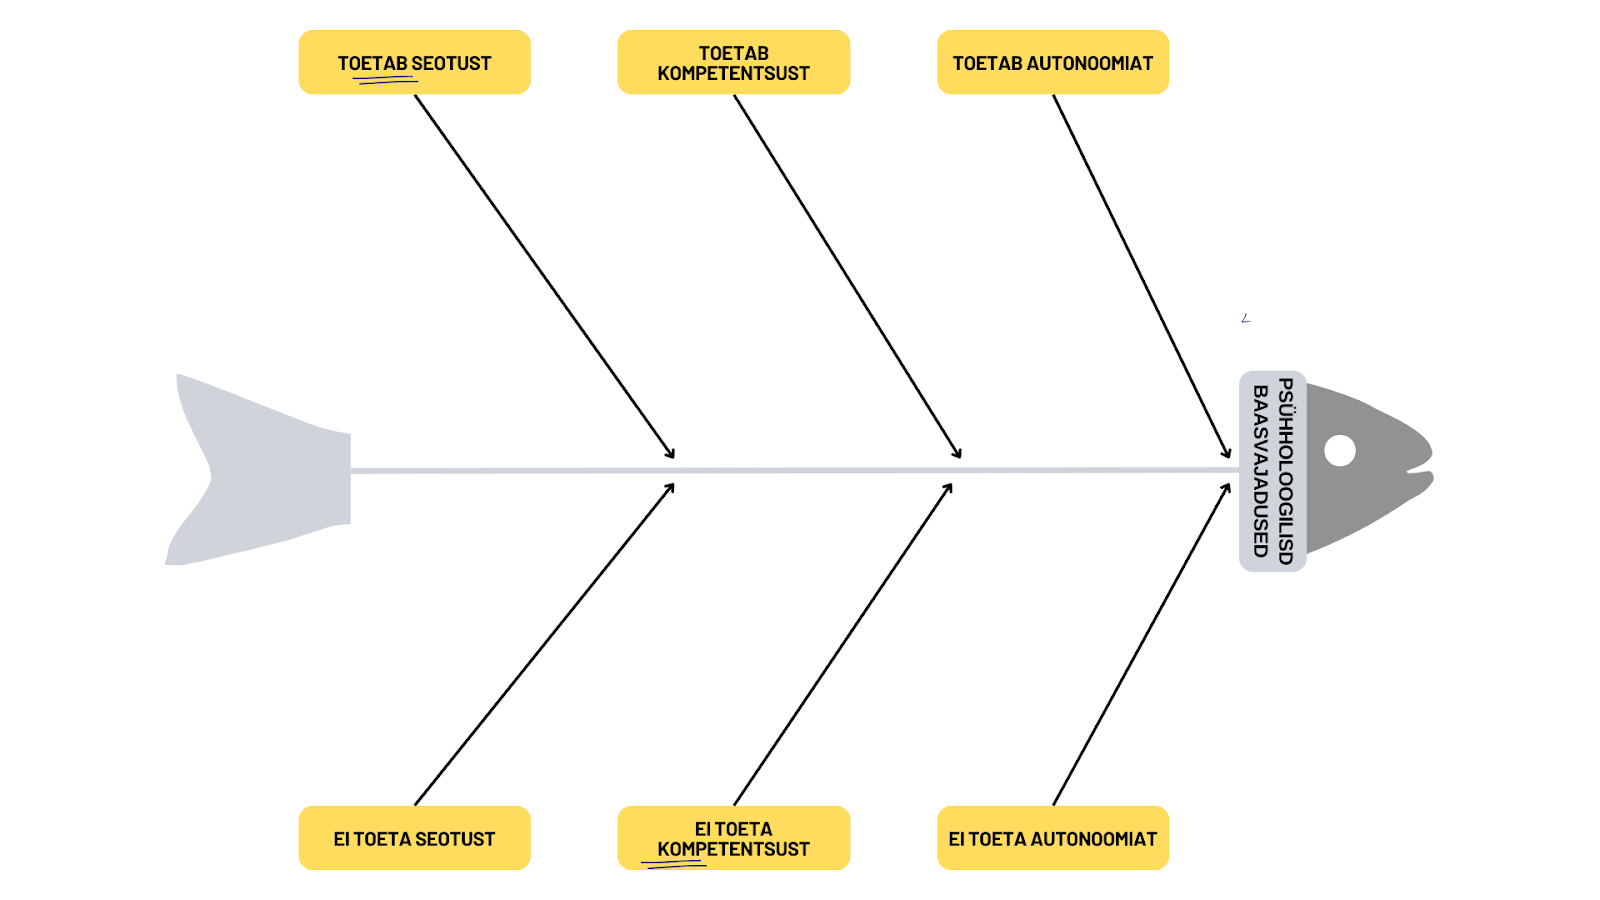 TOETAB SEOTUST
TOETAB
KOMPETENTSUST
TOETAB AUTONOOMIAT
PSÜHHOLOOGILISD
BAASVAJADUSED
EI TOETA SEOTUST
EI TOETA
KOMPETENTSUST
EI TOETA AUTONOOMIAT